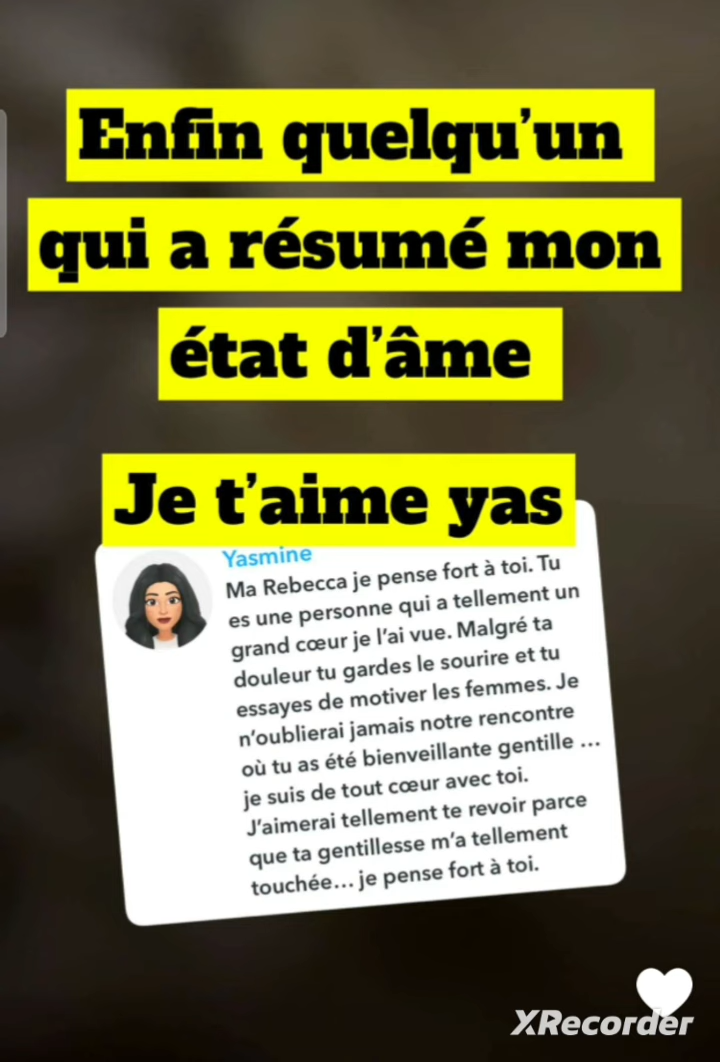 Enfin quelqu'un
qui a résumé mon
état d'âme
Je t'aime yas
Yasmine
Ma Rebecca je pense fort à toi. Tu
es une personne qui a tellement un
grand cœur je l'ai vue. Malgré ta
douleur tu gardes le sourire et tu
essayes de motiver les femmes. Je
n'oublierai jamais notre rencontre
où tu as été bienveillante gentille ...
je suis de tout cœur avec toi.
J'aimerai tellement te revoir parce
que ta gentillesse m'a tellement
touchée... je pense fort à toi.
XRecorder